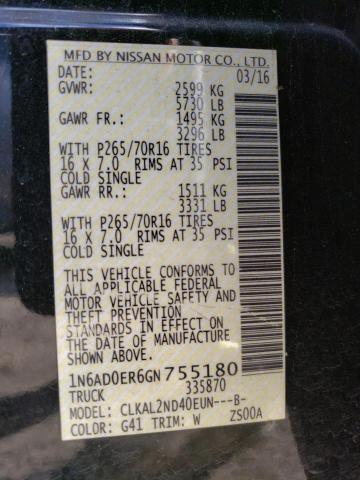 MFD BY NISSAN MOTOR CO., LTD.
DATE: 03/16
GVWR: 2599 KG
5730 LB
GAWR FR.: 1495 KG
3296 LB
WITH P265/70R16 TIRES
16 X 7.0 RIMS AT 35 PSI
COLD SINGLE
GAWR RR.: 1511 KG
3331 LB
WITH P265/70R16 TIRES
16 X 7.0 RIMS AT 35 PSI
COLD SINGLE
THIS VEHICLE CONFORMS TO
ALL APPLICABLE FEDERAL
MOTOR VEHICLE SAFETY AND
THEFT PREVENTION
STANDARDS IN EFFECT ON
THE DATE OF MANUFACTURE
1N6AD0ER6GN755180
TRUCK 335870
MODEL: CLKAL2ND40EUN---B-
COLOR: G41 TRIM: W ZS00A